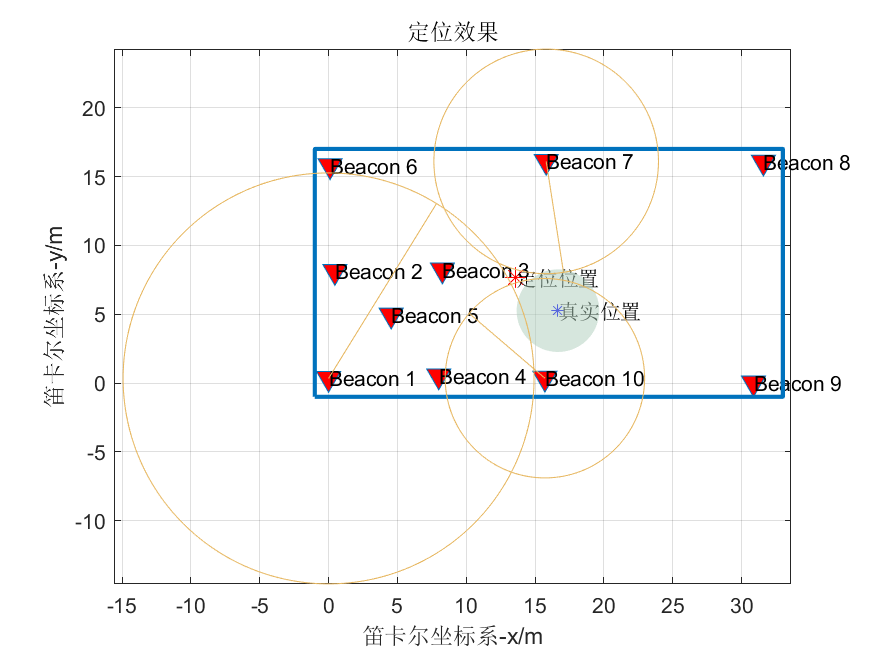 定位效果
20
15
10
5
0
-5
-10
笛卡尔坐标系-y/m
Beacon 6
Beacon 7
Beacon 8
Beacon 2
Beacon 3
定位位置
真实位置
Beacon 5
Beacon 1
Beacon 4
Beacon 10
Beacon 9
-15
-10
-5
0
5
10
15
20
25
30
笛卡尔坐标系-x/m